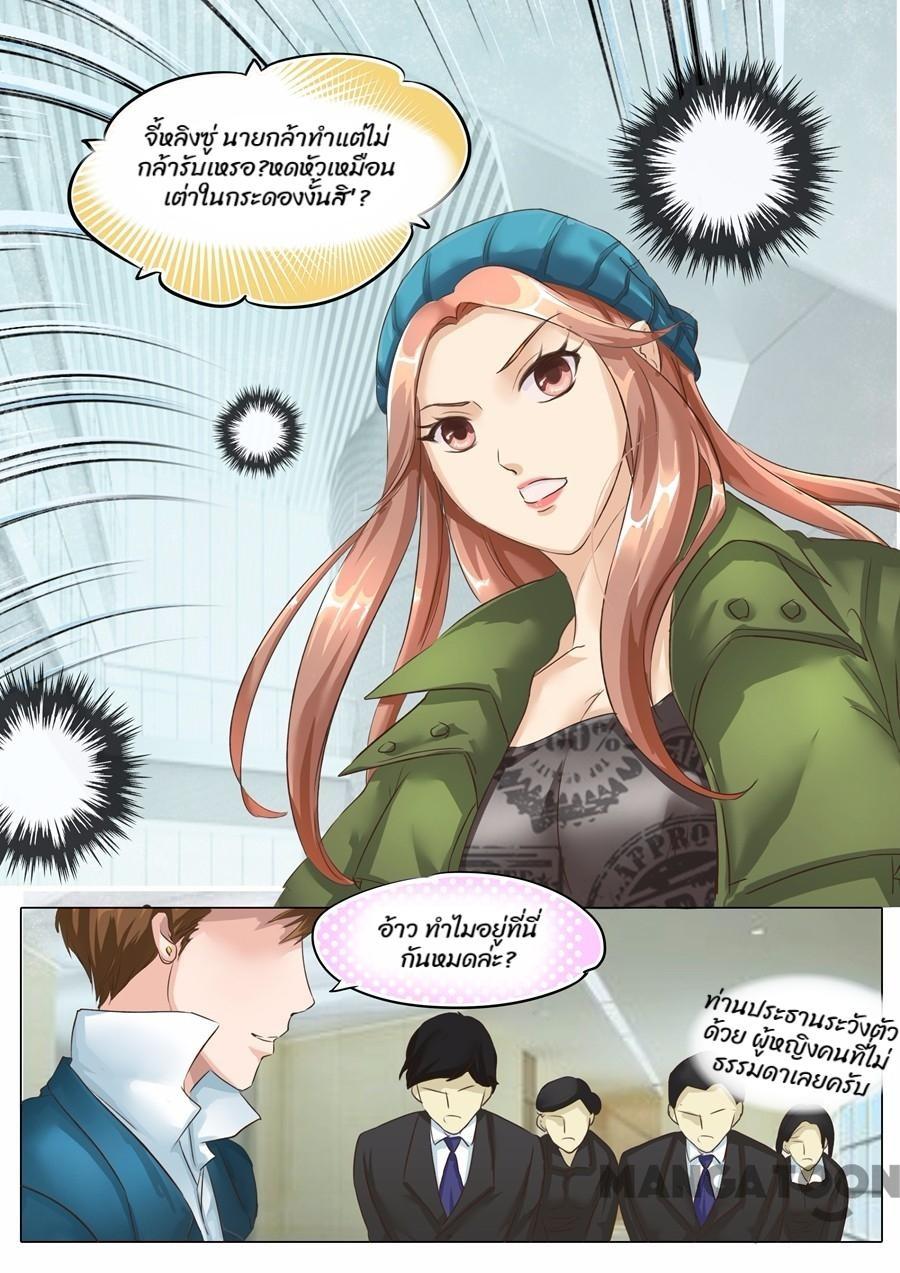 จี้หลิงซู่ นายกล้าทำแต่ไม่
กล้ารับเหรอ?หดหัวเหมือน
เต่าในกระดองงั้นสิ'?
100%
APPRO
อ้าว ทำไมอยู่ที่นี่
กันหมดล่ะ?
ท่านประธานระวังตัว
ด้วย ผู้หญิงคนที่ไม่
ธรรมดาเลยครับ
MANGATOON